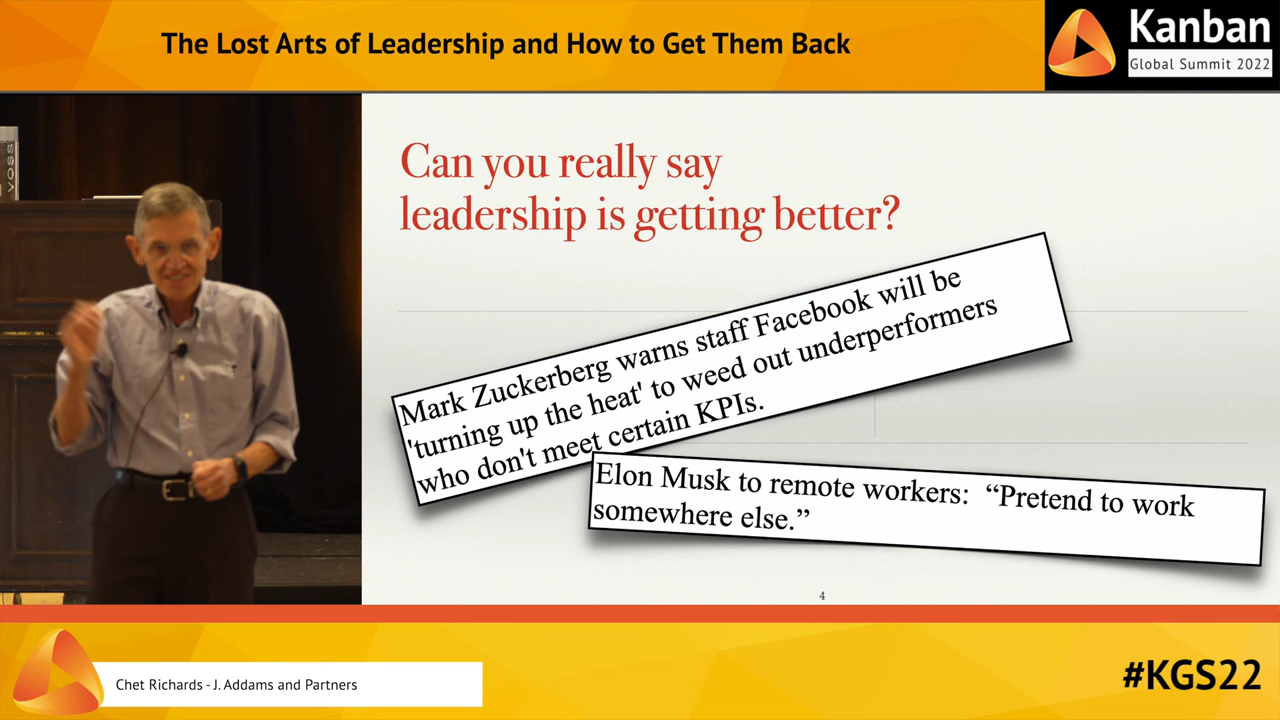 The Lost Arts of Leadership and How to Get Them Back
Kanban
Global Summit 2022
VOSS
Can you really say
leadership is getting better?
Mark Zuckerberg warns staff Facebook will be
'turning up the heat' to weed out underperformers
who don't meet certain KPIs.
Elon Musk to remote workers:  “Pretend to work
somewhere else.”
4
Chet Richards - J. Addams and Partners
#KGS22